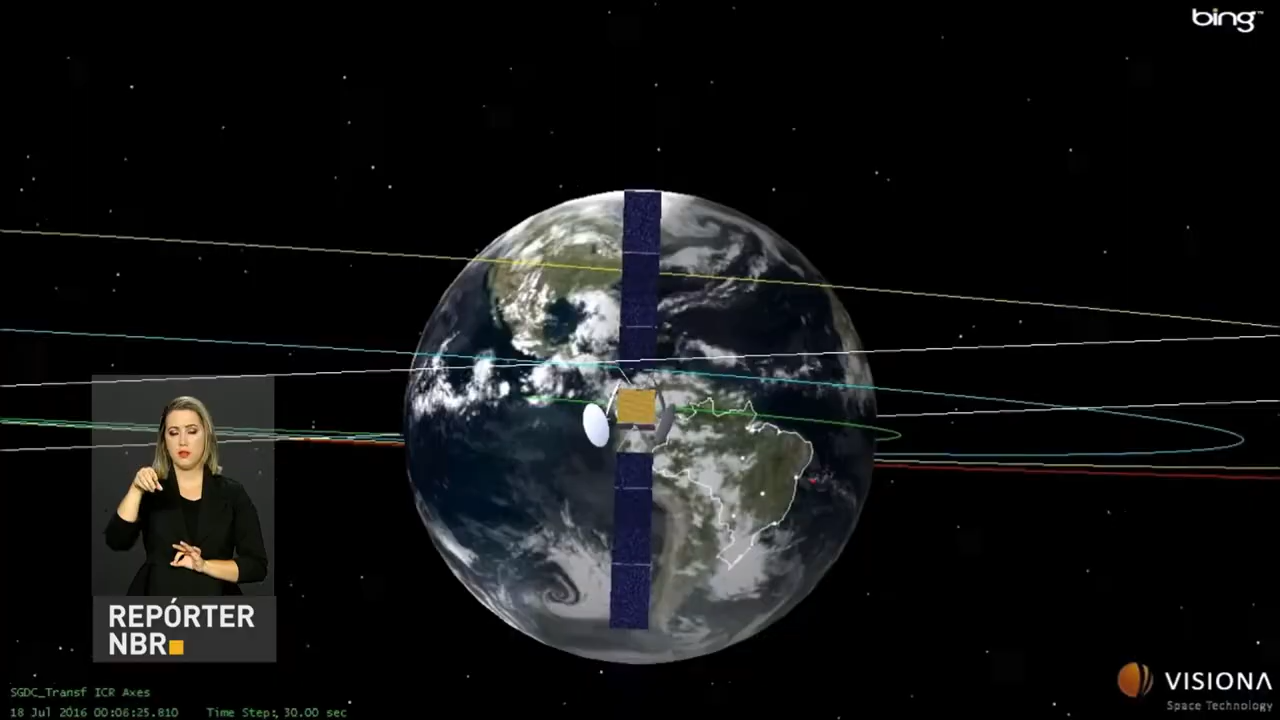 bing™
REPÓRTER
NBR
SGDC_Transf ICR Axes
18 Jul 2016 00:06:25.810 Time Step: 30.00 sec
VISIONA
Space Technology